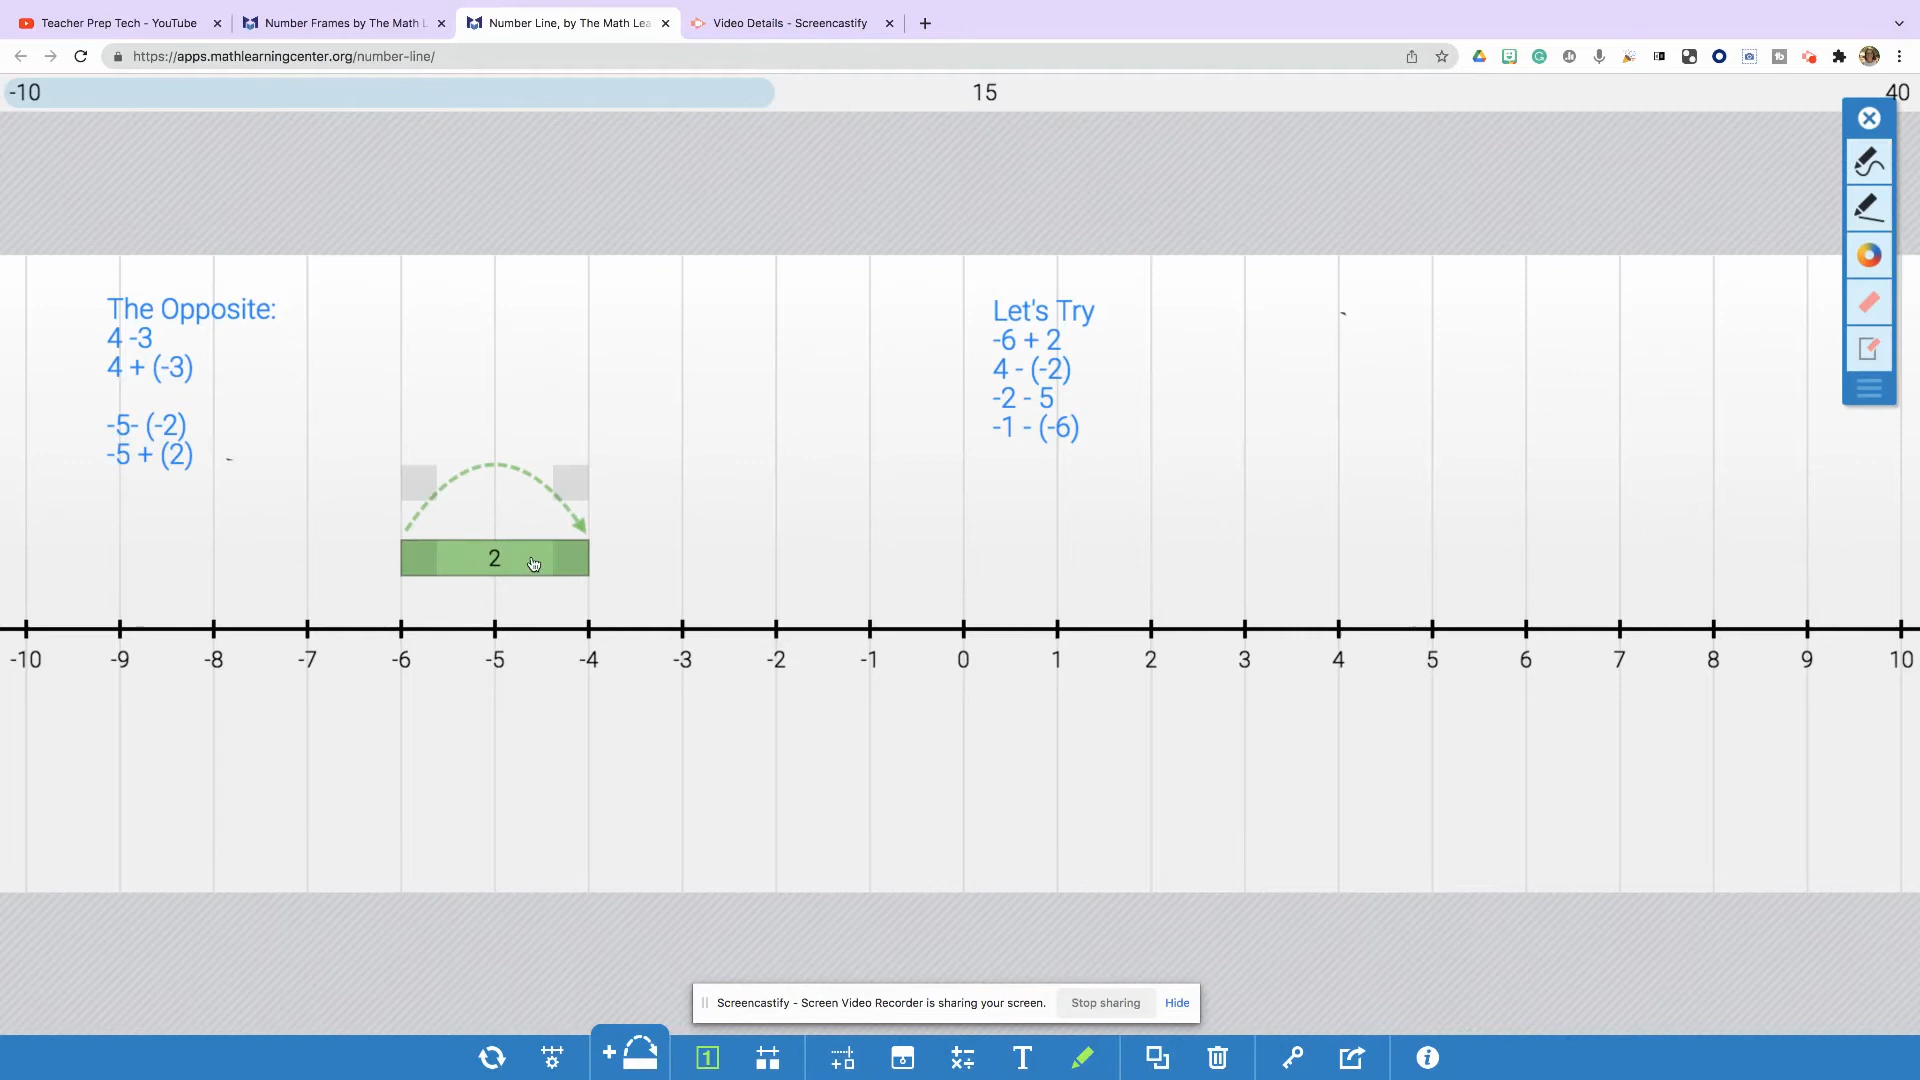 Teacher Prep Tech - YouTube
Number Frames by The Math L
Number Line, by The Math Lea
Video Details - Screencastify
https://apps.mathlearningcenter.org/number-line/
-10 15 40
The Opposite:
4 -3
4 + (-3)
-5- (-2)
-5 + (2)
Let's Try
-6 + 2
4 - (-2)
-2 - 5
-1 - (-6)
2
-10 -9 -8 -7 -6 -5 -4 -3 -2 -1 0 1 2 3 4 5 6 7 8 9 10
Screencastify - Screen Video Recorder is sharing your screen. Stop sharing Hide
1 T i